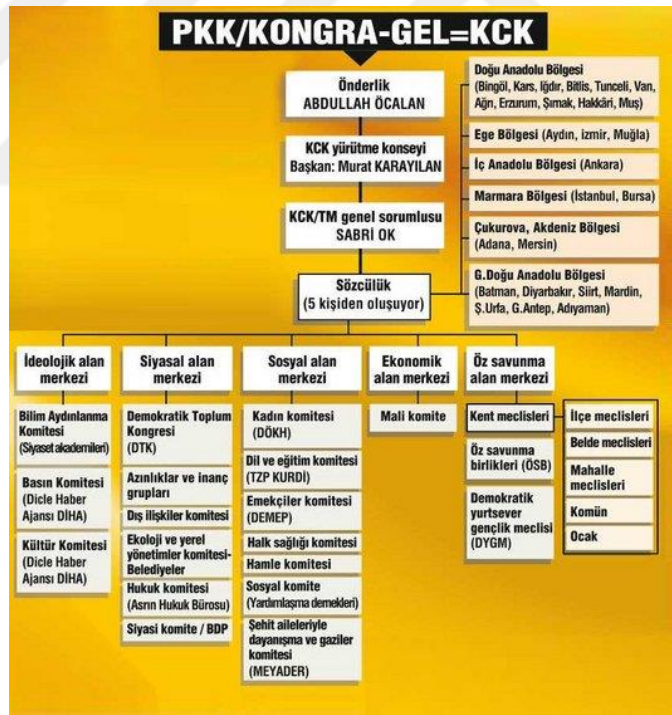 PKK/KONGRA-GEL=KCK
Önderlik
ABDULLAH ÖCALAN
KCK yürütme konseyi
Başkan: Murat KARAYILAN
KCK/TM genel sorumlusu
SABRİ OK
Sözcülük
(5 kişiden oluşuyor)
Doğu Anadolu Bölgesi
(Bingöl, Kars, Iğdır, Bitlis, Tunceli, Van,
Ağrı, Erzurum, Şırnak, Hakkâri, Muş)
Ege Bölgesi (Aydın, izmir, Muğla)
İç Anadolu Bölgesi (Ankara)
Marmara Bölgesi (İstanbul, Bursa)
Çukurova, Akdeniz Bölgesi
(Adana, Mersin)
G.Doğu Anadolu Bölgesi
(Batman, Diyarbakır, Siirt, Mardin,
Ş.Urfa, G.Antep, Adıyaman)
İdeolojik alan
merkezi
Bilim Aydınlanma
Komitesi
(Siyaset akademileri)
Basın Komitesi
(Dicle Haber
Ajansı DİHA)
Kültür Komitesi
(Dicle Haber
Ajansı DİHA)
Siyasal alan
merkezi
Demokratik Toplum
Kongresi
(DTK)
Azınlıklar ve inanç
grupları
Dış ilişkiler komitesi
Ekoloji ve yerel
yönetimler komitesi-
Belediyeler
Hukuk komitesi
(Asrın Hukuk Bürosu)
Siyasi komite / BDP
Sosyal alan
merkezi
Kadın komitesi
(DÖKH)
Dil ve eğitim komitesi
(TZP KURDİ)
Emekçiler komitesi
(DEMEP)
Halk sağlığı komitesi
Hamle komitesi
Sosyal komite
(Yardımlaşma dernekleri)
Şehit aileleriyle
dayanışma ve gaziler
komitesi
(MEYADER)
Ekonomik
alan merkezi
Mali komite
Öz savunma
alan merkezi
Kent meclisleri
Öz savunma
birlikleri (ÖSB)
Demokratik
yurtsever
gençlik meclisi
(DYGM)
İlçe meclisleri
Belde meclisleri
Mahalle
meclisleri
Komün
Ocak